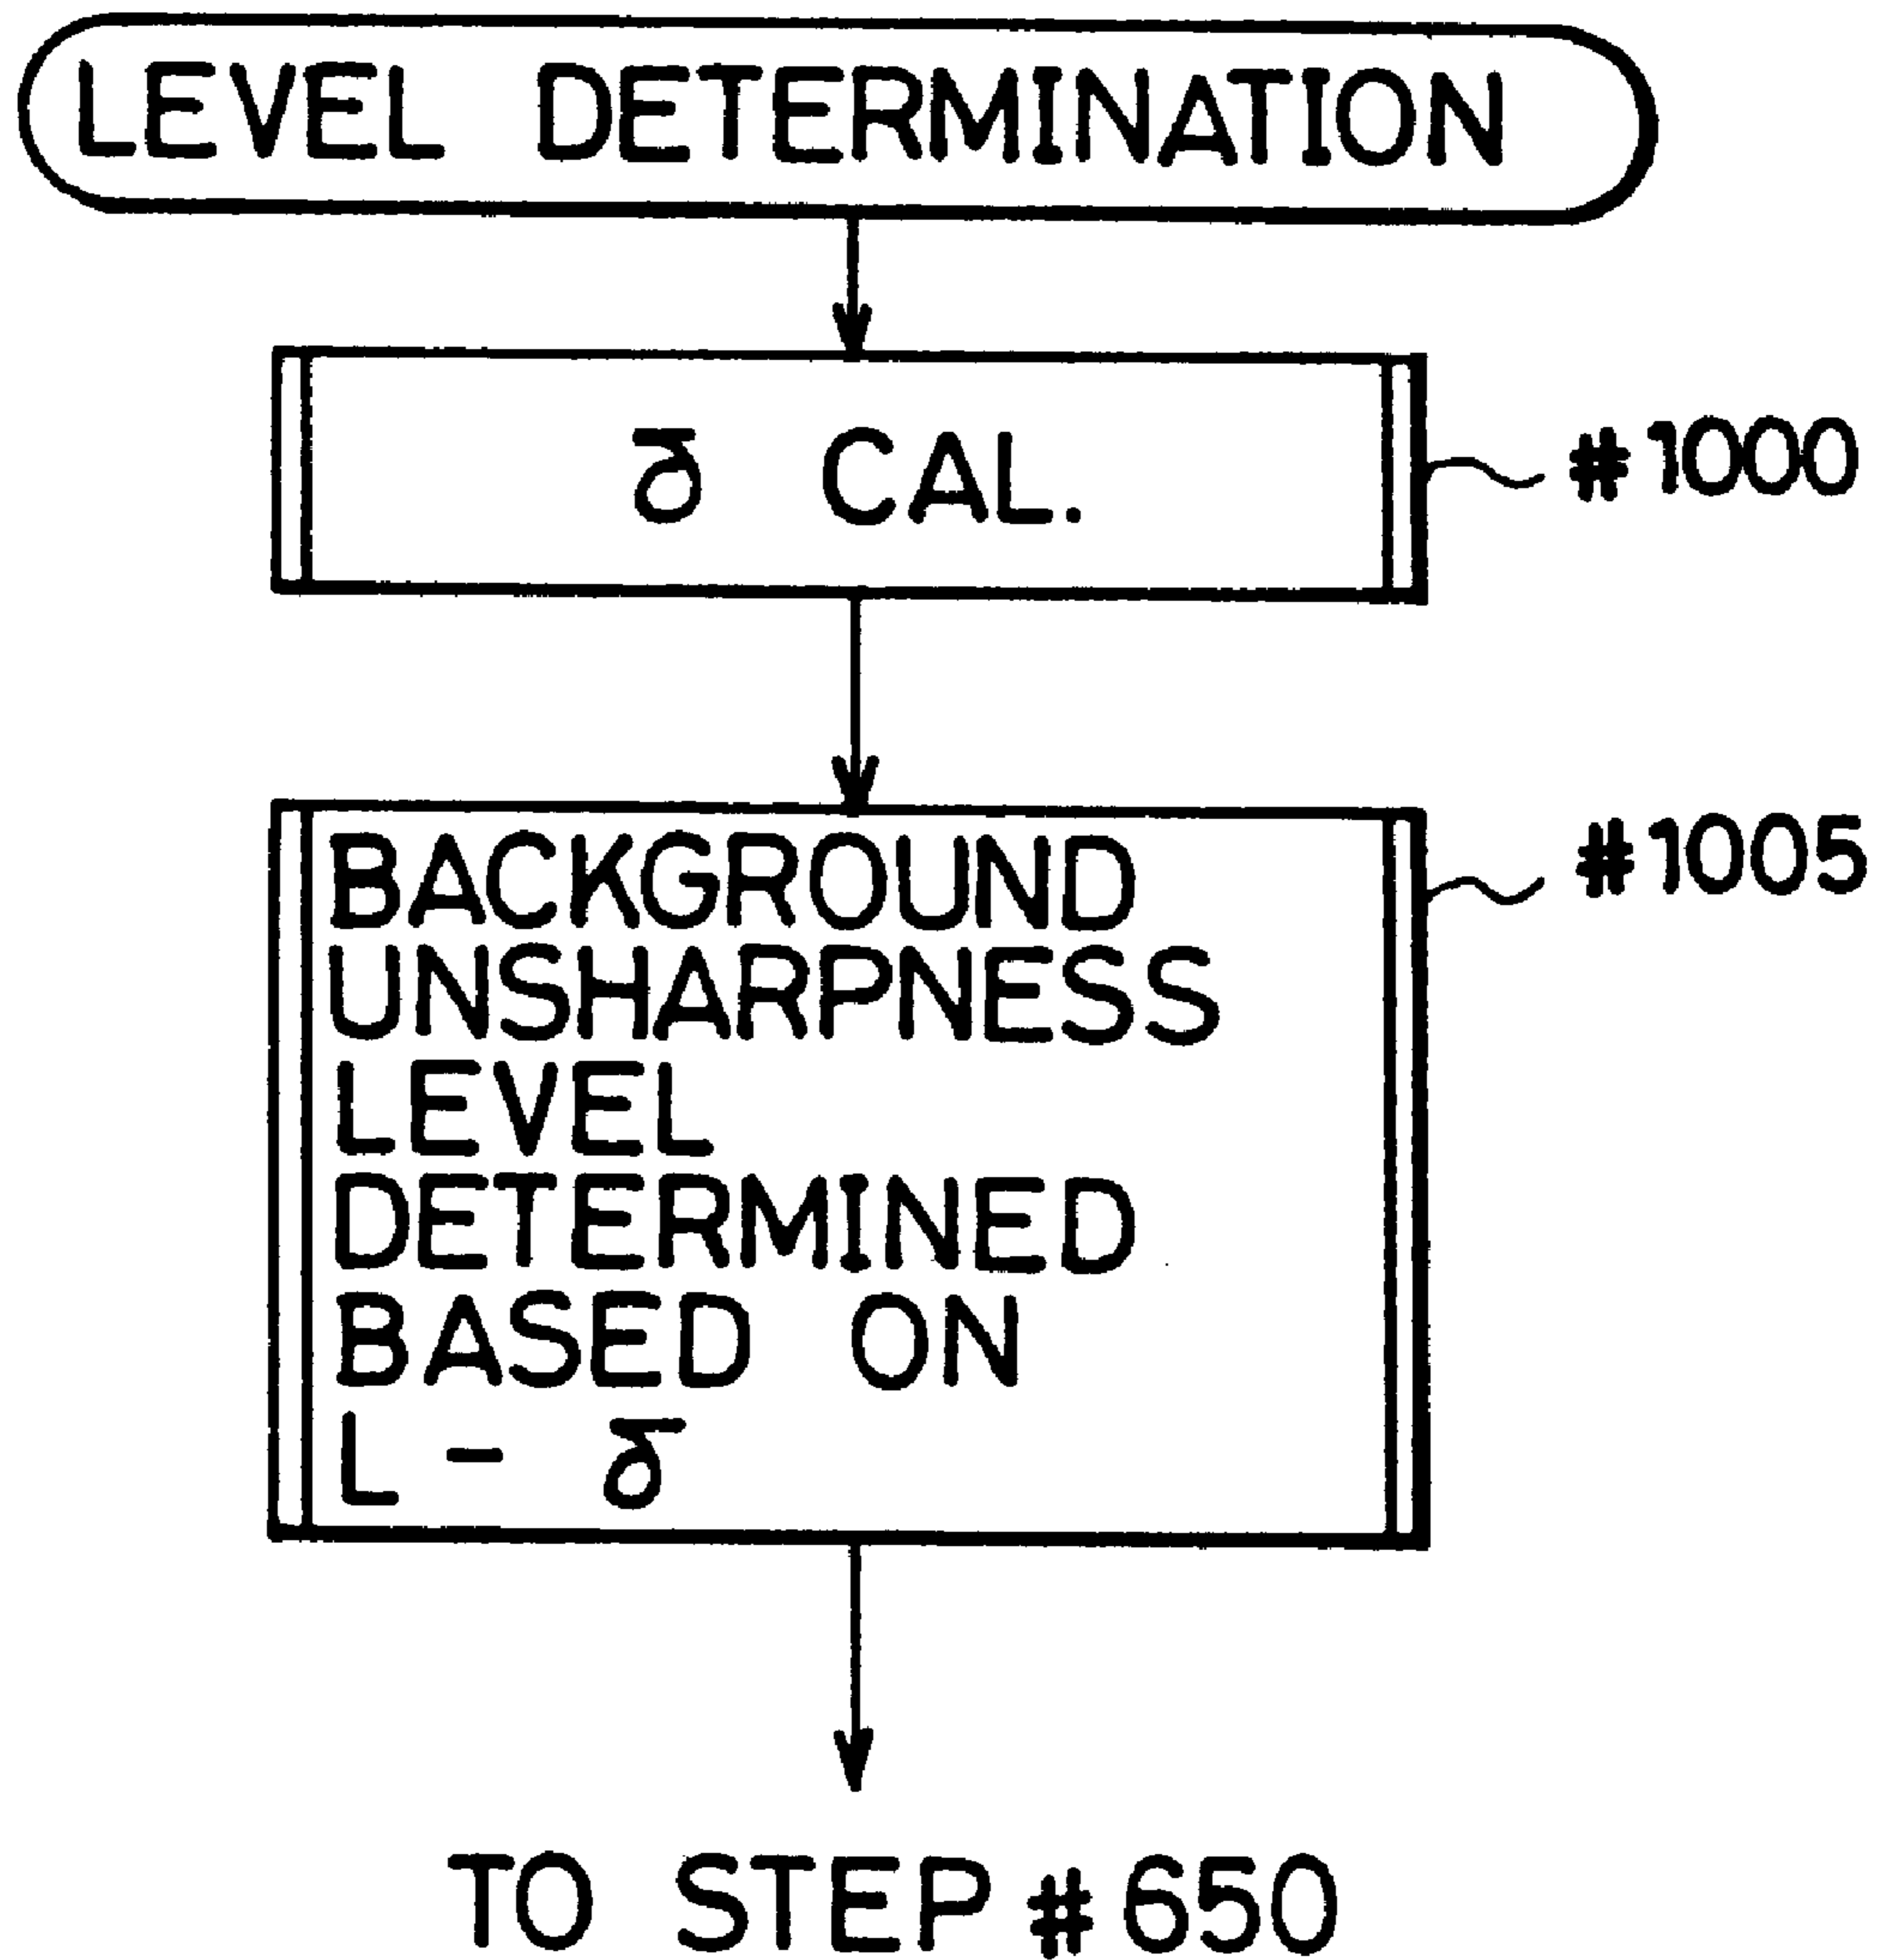 LEVEL DETERMINATION
δ CAL.
#1000
#1005
BACKGROUND
UNSHARPNESS
LEVEL
DETERMINED
BASED ON
L - δ
TO STEP #650